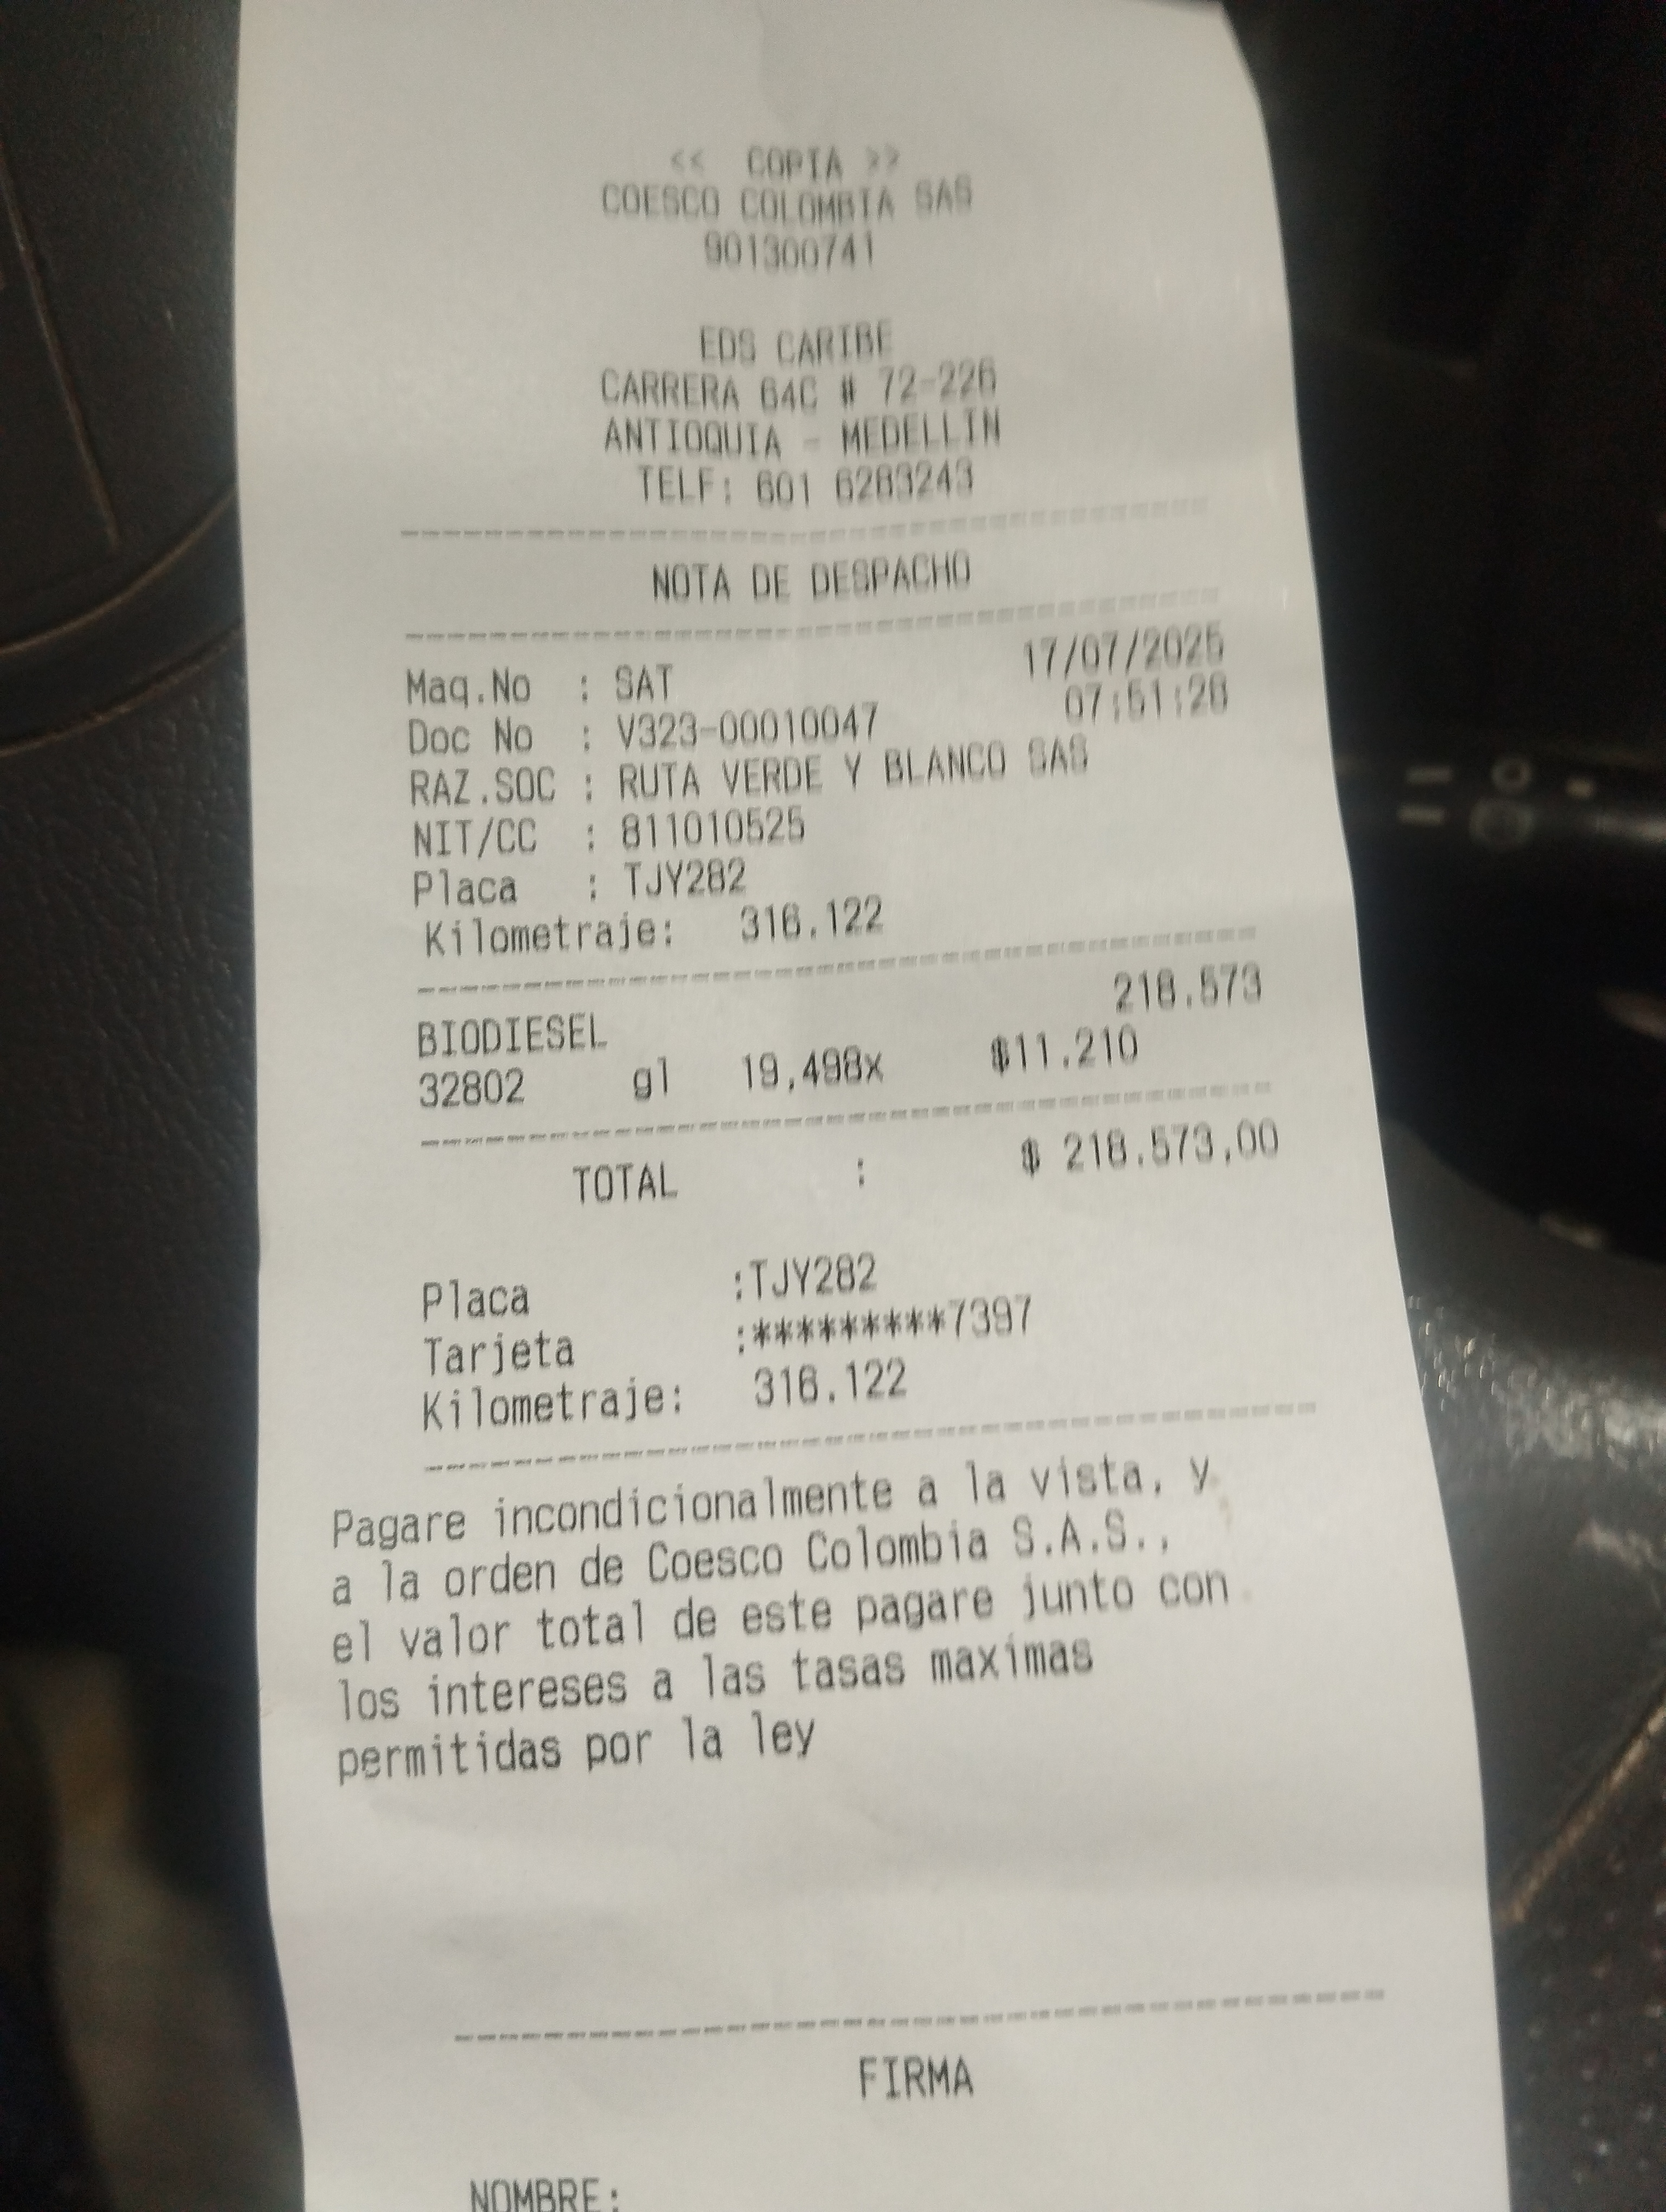 << COPIA >>
COESCO COLOMBIA SAS
901300741
EDS CARIBE
CARRERA 64C # 72-226
ANTIOQUIA - MEDELLIN
TELF: 601 6283243
NOTA DE DESPACHO
17/07/2025
Maq.No : SAT
07:51:28
Doc No : V323-00010047
RAZ.SOC : RUTA VERDE Y BLANCO SAS
NIT/CC : 811010525
Placa : TJY282
Kilometraje: 316.122
218.573
BIODIESEL
32802 gl 19,498x $11.210
TOTAL : $ 218.573,00
Placa :TJY282
Tarjeta :*********7397
Kilometraje: 316.122
Pagare incondicionalmente a la vista, y
a la orden de Coesco Colombia S.A.S.,
el valor total de este pagare junto con
los intereses a las tasas maximas
permitidas por la ley
FIRMA
NOMBRE: